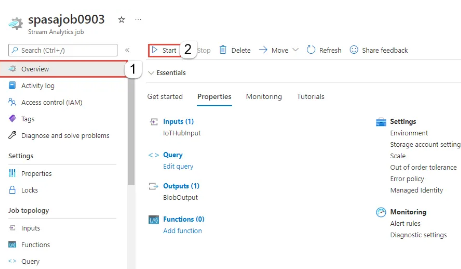 spasajob0903
Stream Analytics job
Search (Ctrl+/)
Overview
1
Activity log
Access control (IAM)
Tags
Diagnose and solve problems
Settings
Properties
Locks
Job topology
Inputs
Functions
Query
Start
2
Stop
Delete
Move
Refresh
Share feedback
Essentials
Get started
Properties
Monitoring
Tutorials
Inputs (1)
IoTHubInput
Query
Edit query
Outputs (1)
BlobOutput
Functions (0)
Add function
Settings
Environment
Storage account setting
Scale
Out of order tolerance
Error policy
Managed Identity
Monitoring
Alert rules
Diagnostic settings